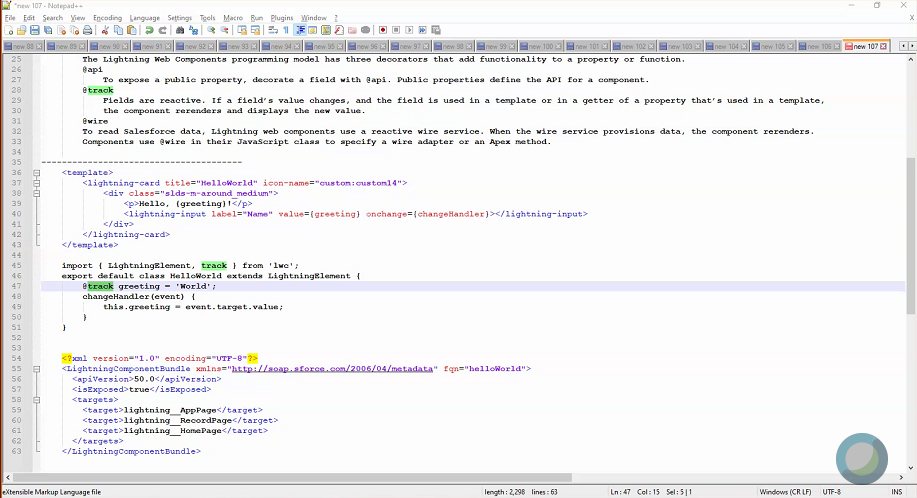 *new 107 - Notepad++
File Edit Search View Encoding Language Settings Tools Macro Run Plugins Window ?
new 88 new 89 new 90 new 91 new 92 new 93 new 94 new 95 new 96 new 97 new 98 new 99 new 100 new 101 new 102 new 103 new 104 new 105 new 106 new 107
25 The Lightning Web Components programming model has three decorators that add functionality to a property or function.
26 @api
27 To expose a public property, decorate a field with @api. Public properties define the API for a component.
28 @track
29 Fields are reactive. If a field's value changes, and the field is used in a template or in a getter of a property that's used in a template,
30 the component rerenders and displays the new value.
31 @wire
32 To read Salesforce data, Lightning web components use a reactive wire service. When the wire service provisions data, the component rerenders.
33 Components use @wire in their JavaScript class to specify a wire adapter or an Apex method.
34
35 ---------------------------------------
36 <template>
37 <lightning-card title="HelloWorld" icon-name="custom:custom14">
38 <div class="slds-m-around_medium">
39 <p>Hello, {greeting}!</p>
40 <lightning-input label="Name" value={greeting} onchange={changeHandler}></lightning-input>
41 </div>
42 </lightning-card>
43 </template>
44
45 import { LightningElement, track } from 'lwc';
46 export default class HelloWorld extends LightningElement {
47 @track greeting = 'World';
48 changeHandler(event) {
49 this.greeting = event.target.value;
50 }
51 }
52
53
54 <?xml version="1.0" encoding="UTF-8"?>
55 <LightningComponentBundle xmlns="http://soap.sforce.com/2006/04/metadata" fqn="helloWorld">
56 <apiVersion>50.0</apiVersion>
57 <isExposed>true</isExposed>
58 <targets>
59 <target>lightning__AppPage</target>
60 <target>lightning__RecordPage</target>
61 <target>lightning__HomePage</target>
62 </targets>
63 </LightningComponentBundle>
eXtensible Markup Language file length : 2,298 lines : 63 Ln : 47 Col : 15 Sel : 5 | 1 Windows (CR LF) UTF-8 INS